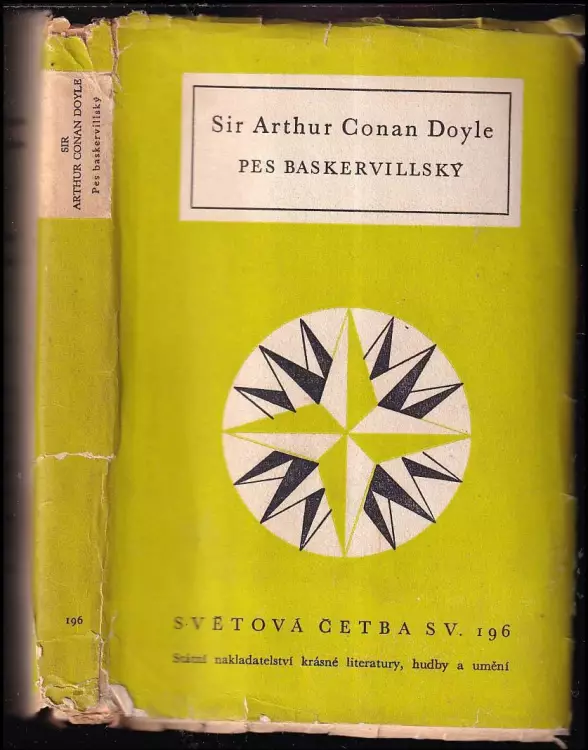 SIR
ARTHUR CONAN DOYLE
Pes baskervillský
196
Sir Arthur Conan Doyle
PES BASKERVILLSKÝ
SVĚTOVÁ ČETBA SV. 196
Státní nakladatelství krásné literatury, hudby a umění